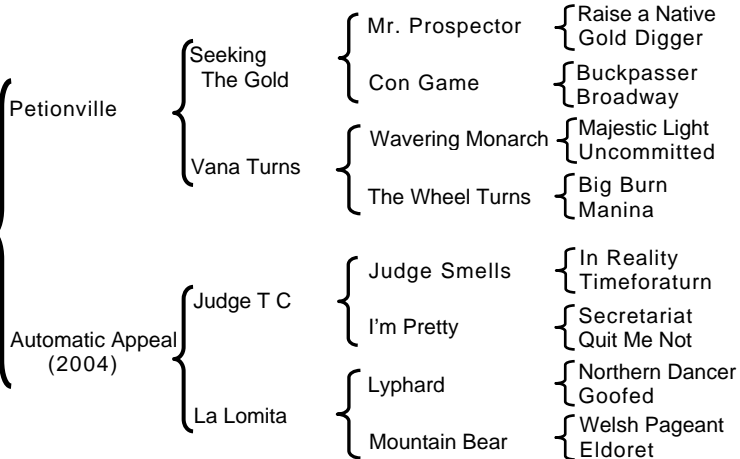 Petionville
Automatic Appeal
(2004)
Seeking
The Gold
Vana Turns
Judge T C
La Lomita
Mr. Prospector
Con Game
Wavering Monarch
The Wheel Turns
Judge Smells
I'm Pretty
Lyphard
Mountain Bear
Raise a Native
Gold Digger
Buckpasser
Broadway
Majestic Light
Uncommitted
Big Burn
Manina
In Reality
Timeforaturn
Secretariat
Quit Me Not
Northern Dancer
Goofed
Welsh Pageant
Eldoret